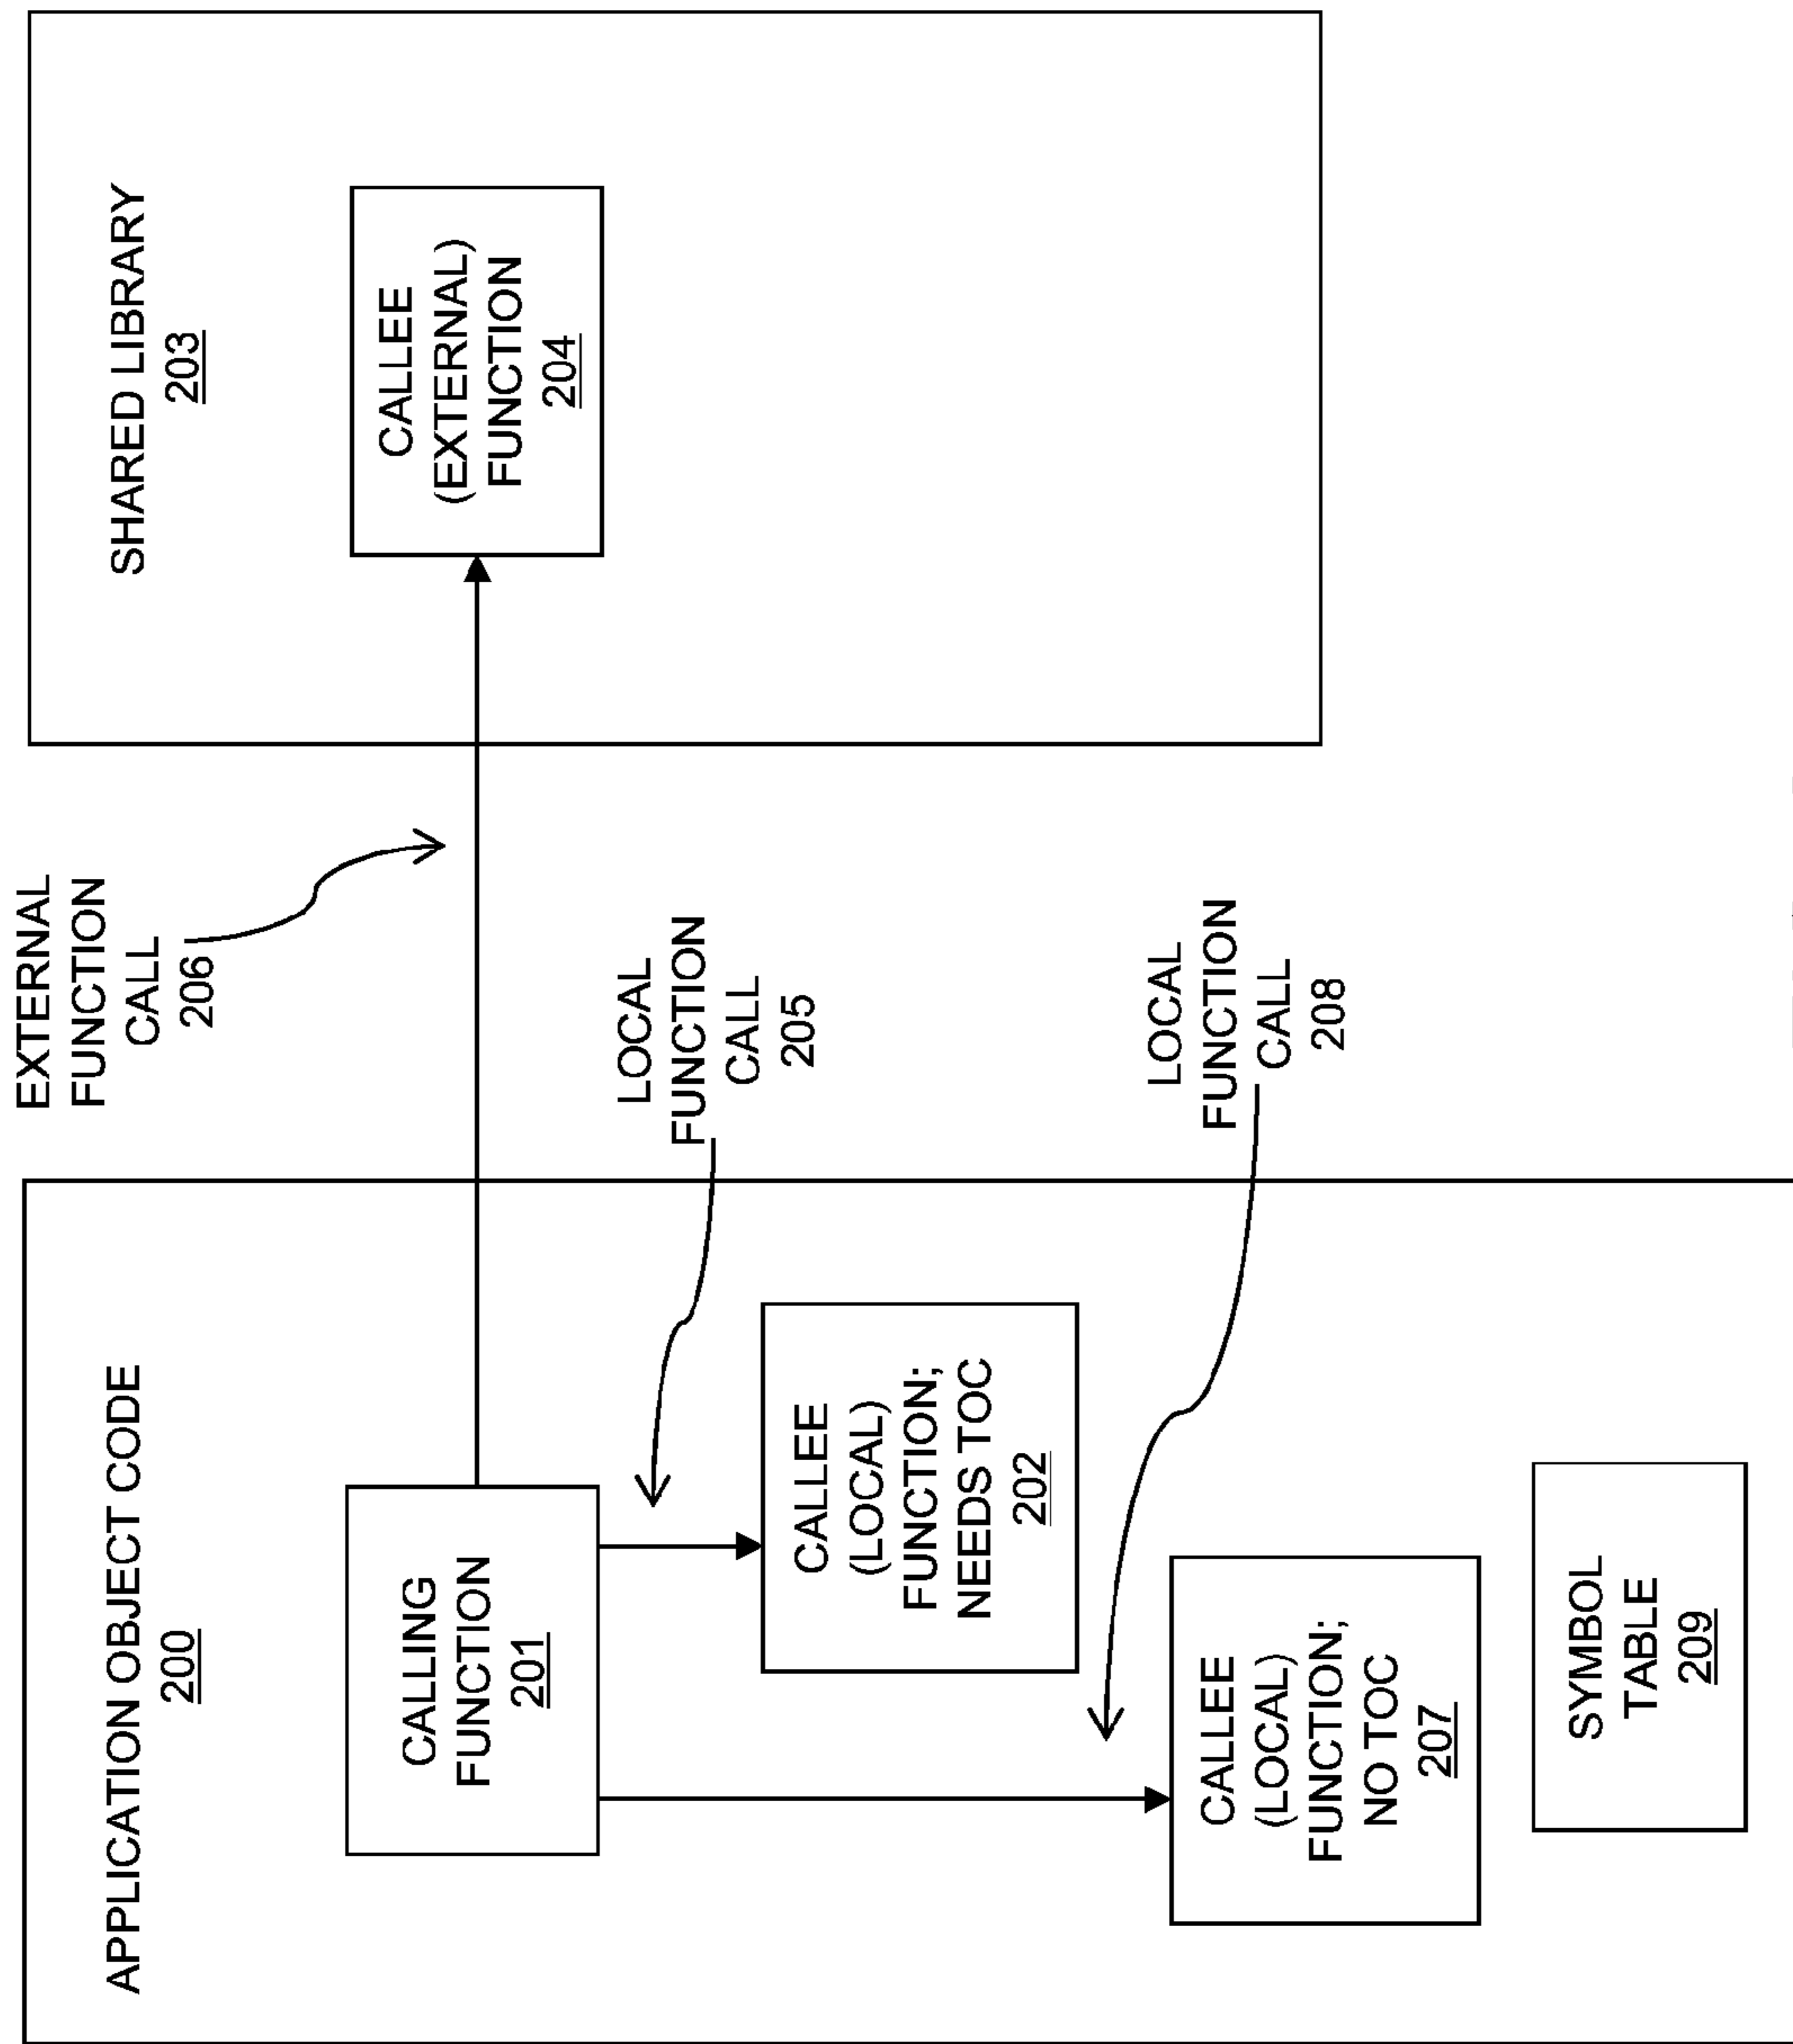 APPLICATION OBJECT CODE
200
CALLING
FUNCTION
201
CALLEE
(LOCAL)
FUNCTION;
NEEDS TOC
202
CALLEE
(LOCAL)
FUNCTION;
NO TOC
207
SYMBOL
TABLE
209
EXTERNAL
FUNCTION
CALL
206
LOCAL
FUNCTION
CALL
205
LOCAL
FUNCTION
CALL
208
SHARED LIBRARY
203
CALLEE
(EXTERNAL)
FUNCTION
204